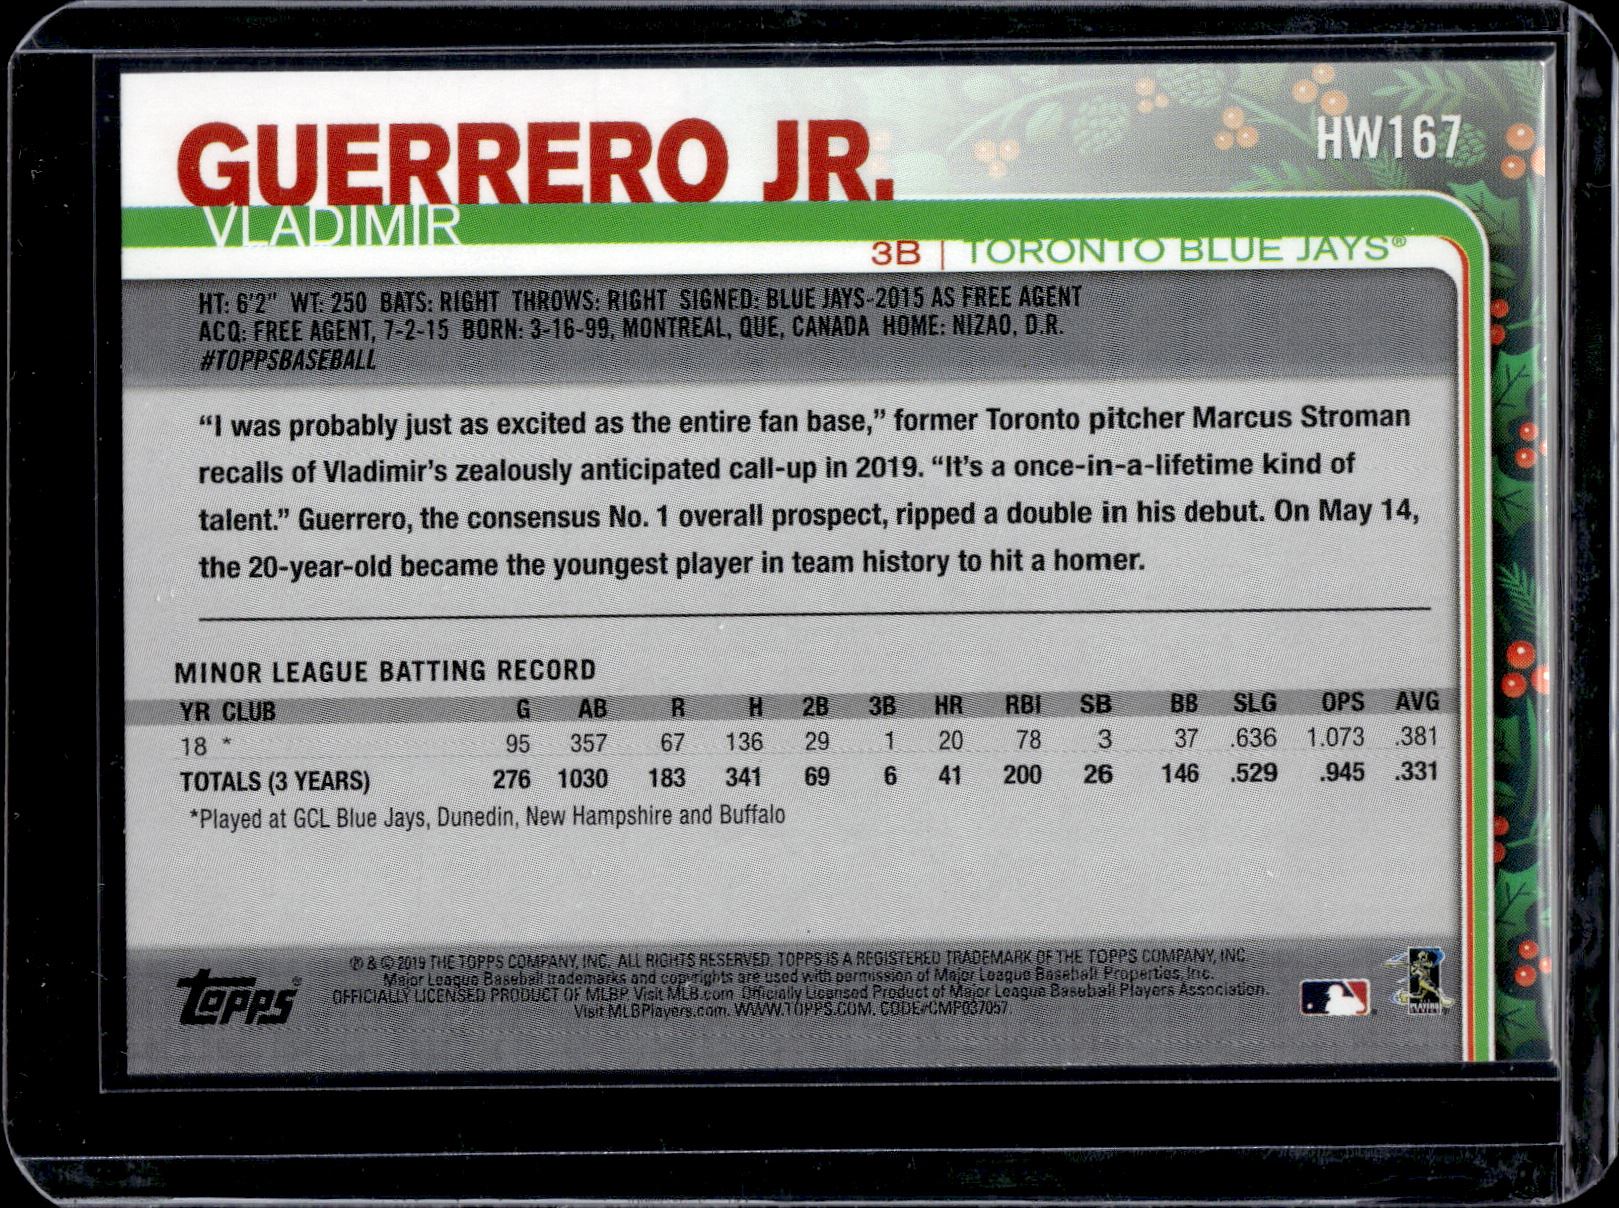 GUERRERO JR.
HW167
VLADIMIR
3B | TORONTO BLUE JAYS®
HT: 6'2" WT: 250 BATS: RIGHT THROWS: RIGHT SIGNED: BLUE JAYS-2015 AS FREE AGENT
ACQ: FREE AGENT, 7-2-15 BORN: 3-16-99, MONTREAL, QUE, CANADA HOME: NIZAO, D.R.
#TOPPSBASEBALL
“I was probably just as excited as the entire fan base,” former Toronto pitcher Marcus Stroman
recalls of Vladimir’s zealously anticipated call-up in 2019. “It’s a once-in-a-lifetime kind of
talent.” Guerrero, the consensus No. 1 overall prospect, ripped a double in his debut. On May 14,
the 20-year-old became the youngest player in team history to hit a homer.
MINOR LEAGUE BATTING RECORD
YR CLUB G AB R H 2B 3B HR RBI SB BB SLG OPS AVG
18 * 95 357 67 136 29 1 20 78 3 37 .636 1.073 .381
TOTALS (3 YEARS) 276 1030 183 341 69 6 41 200 26 146 .529 .945 .331
*Played at GCL Blue Jays, Dunedin, New Hampshire and Buffalo
topps®
® & © 2019 THE TOPPS COMPANY, INC. ALL RIGHTS RESERVED. TOPPS IS A REGISTERED TRADEMARK OF THE TOPPS COMPANY, INC.
Major League Baseball trademarks and copyrights are used with permission of Major League Baseball Properties, Inc.
OFFICIALLY LICENSED PRODUCT OF MLBP Visit MLB.com Officially Licensed Product of Major League Baseball Players Association.
Visit MLBPlayers.com. WWW.TOPPS.COM. CODE#CMP037057
PLAYERS